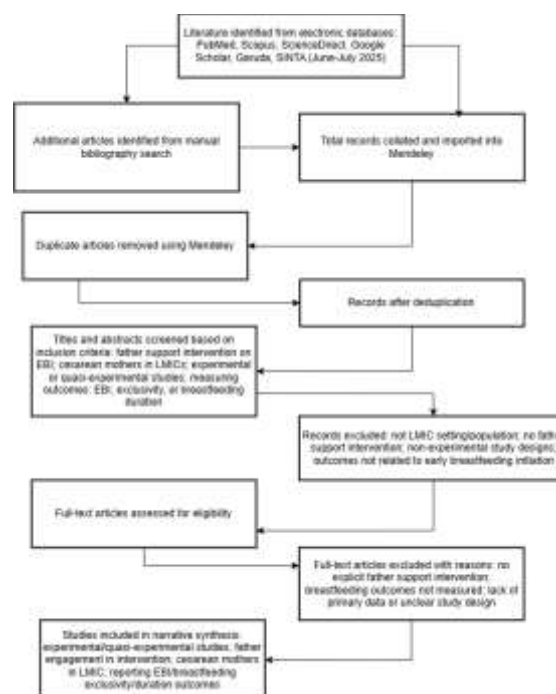 Literature identified from electronic databases:
PubMed, Scopus, ScienceDirect, Google
Scholar, Garuda, SINTA (June-July 2025)
Additional articles identified from manual
bibliography search
Total records collated and imported into
Mendeley
Duplicate articles removed using Mendeley
Records after deduplication
Titles and abstracts screened based on
inclusion criteria: father support intervention on
EBI; cesarean mothers in LMICs; experimental
or quasi-experimental studies; measuring
outcomes: EBI, exclusivity, or breastfeeding
duration
Records excluded: not LMIC setting/population; no father
support intervention; non-experimental study designs;
outcomes not related to early breastfeeding initiation
Full-text articles assessed for eligibility
Full-text articles excluded with reasons: no
explicit father support intervention;
breastfeeding outcomes not measured; lack of
primary data or unclear study design
Studies included in narrative synthesis:
experimental/quasi-experimental studies; father
engagement in intervention; cesarean mothers
in LMIC; reporting EBI/breastfeeding
exclusivity/duration outcomes